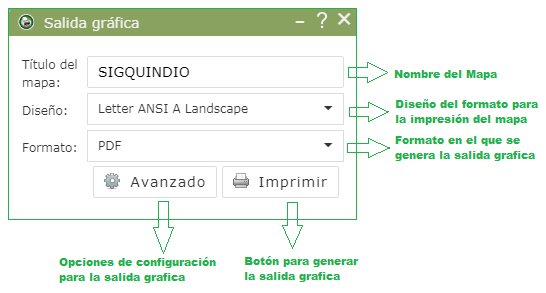 Salida gráfica
Título del
mapa:
SIGQUINDIO
Nombre del Mapa
Diseño:
Letter ANSI A Landscape
Diseño del formato para
la impresión del mapa
Formato:
PDF
Formato en el que se
genera la salida grafica
Avanzado
Imprimir
Opciones de configuración
para la salida grafica
Botón para generar
la salida grafica